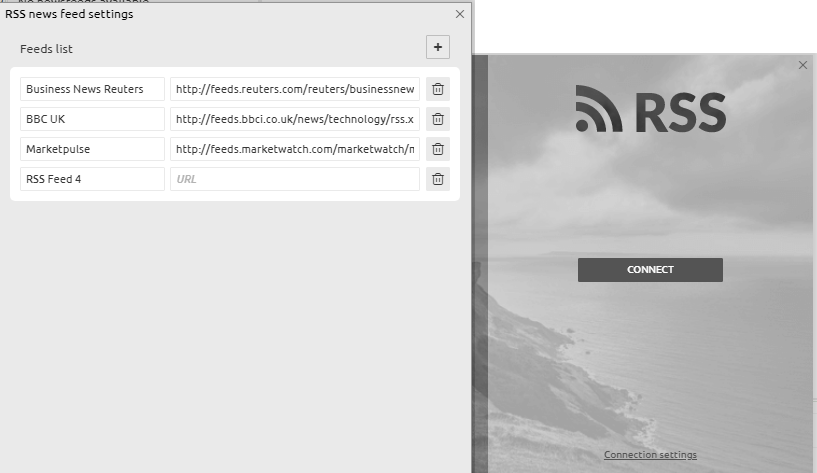 RSS news feed settings
Feeds list
+
Business News Reuters http://feeds.reuters.com/reuters/businessnew
BBC UK http://feeds.bbci.co.uk/news/technology/rss.x
Marketpulse http://feeds.marketwatch.com/marketwatch/n
RSS Feed 4 URL
RSS
CONNECT
Connection settings